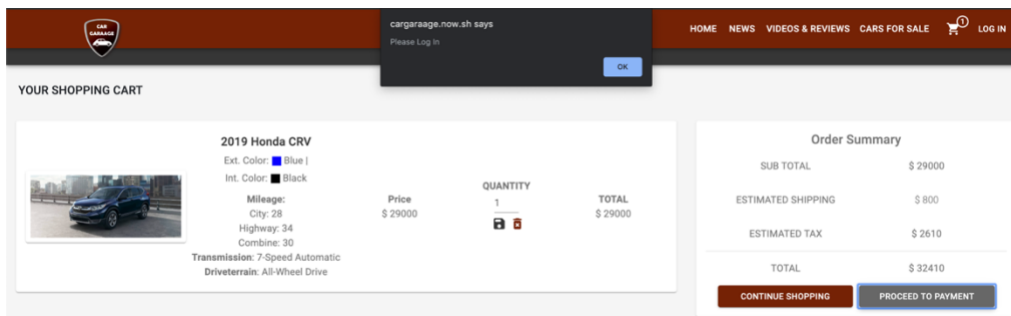 CAR
GARAAGE
cargaraage.now.sh says
Please Log In
OK
HOME NEWS VIDEOS & REVIEWS CARS FOR SALE 1 LOG IN
YOUR SHOPPING CART
2019 Honda CRV
Ext. Color: Blue |
Int. Color: Black
Mileage:
City: 28
Highway: 34
Combine: 30
Transmission: 7-Speed Automatic
Driveterrain: All-Wheel Drive
Price
$ 29000
QUANTITY
1
TOTAL
$ 29000
Order Summary
SUB TOTAL $ 29000
ESTIMATED SHIPPING $ 800
ESTIMATED TAX $ 2610
TOTAL $ 32410
CONTINUE SHOPPING PROCEED TO PAYMENT